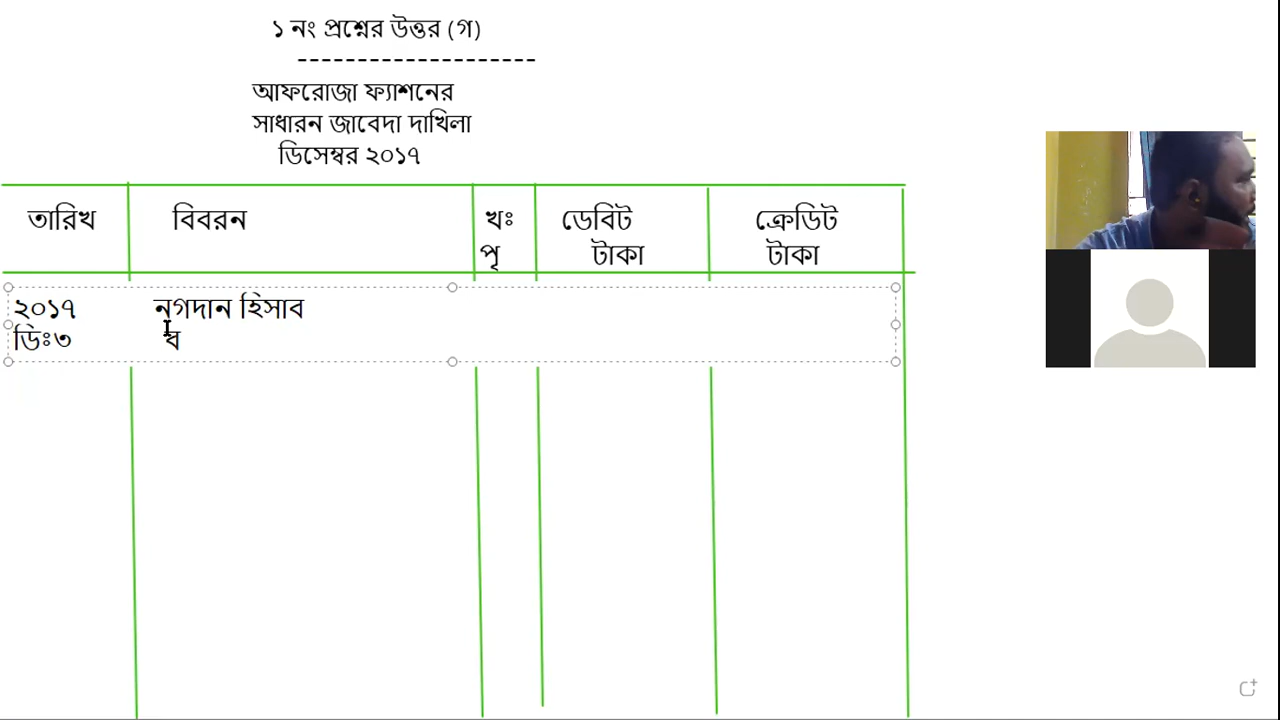 ১ নং প্রশ্নের উত্তর (গ)
--------------------
আফরোজা ফ্যাশনের
সাধারন জাবেদা দাখিলা
ডিসেম্বর ২০১৭
তারিখ বিবরন খঃ ডেবিট ক্রেডিট
পৃ টাকা টাকা
২০১৭ নগদান হিসাব
ডিঃ৩ ধ